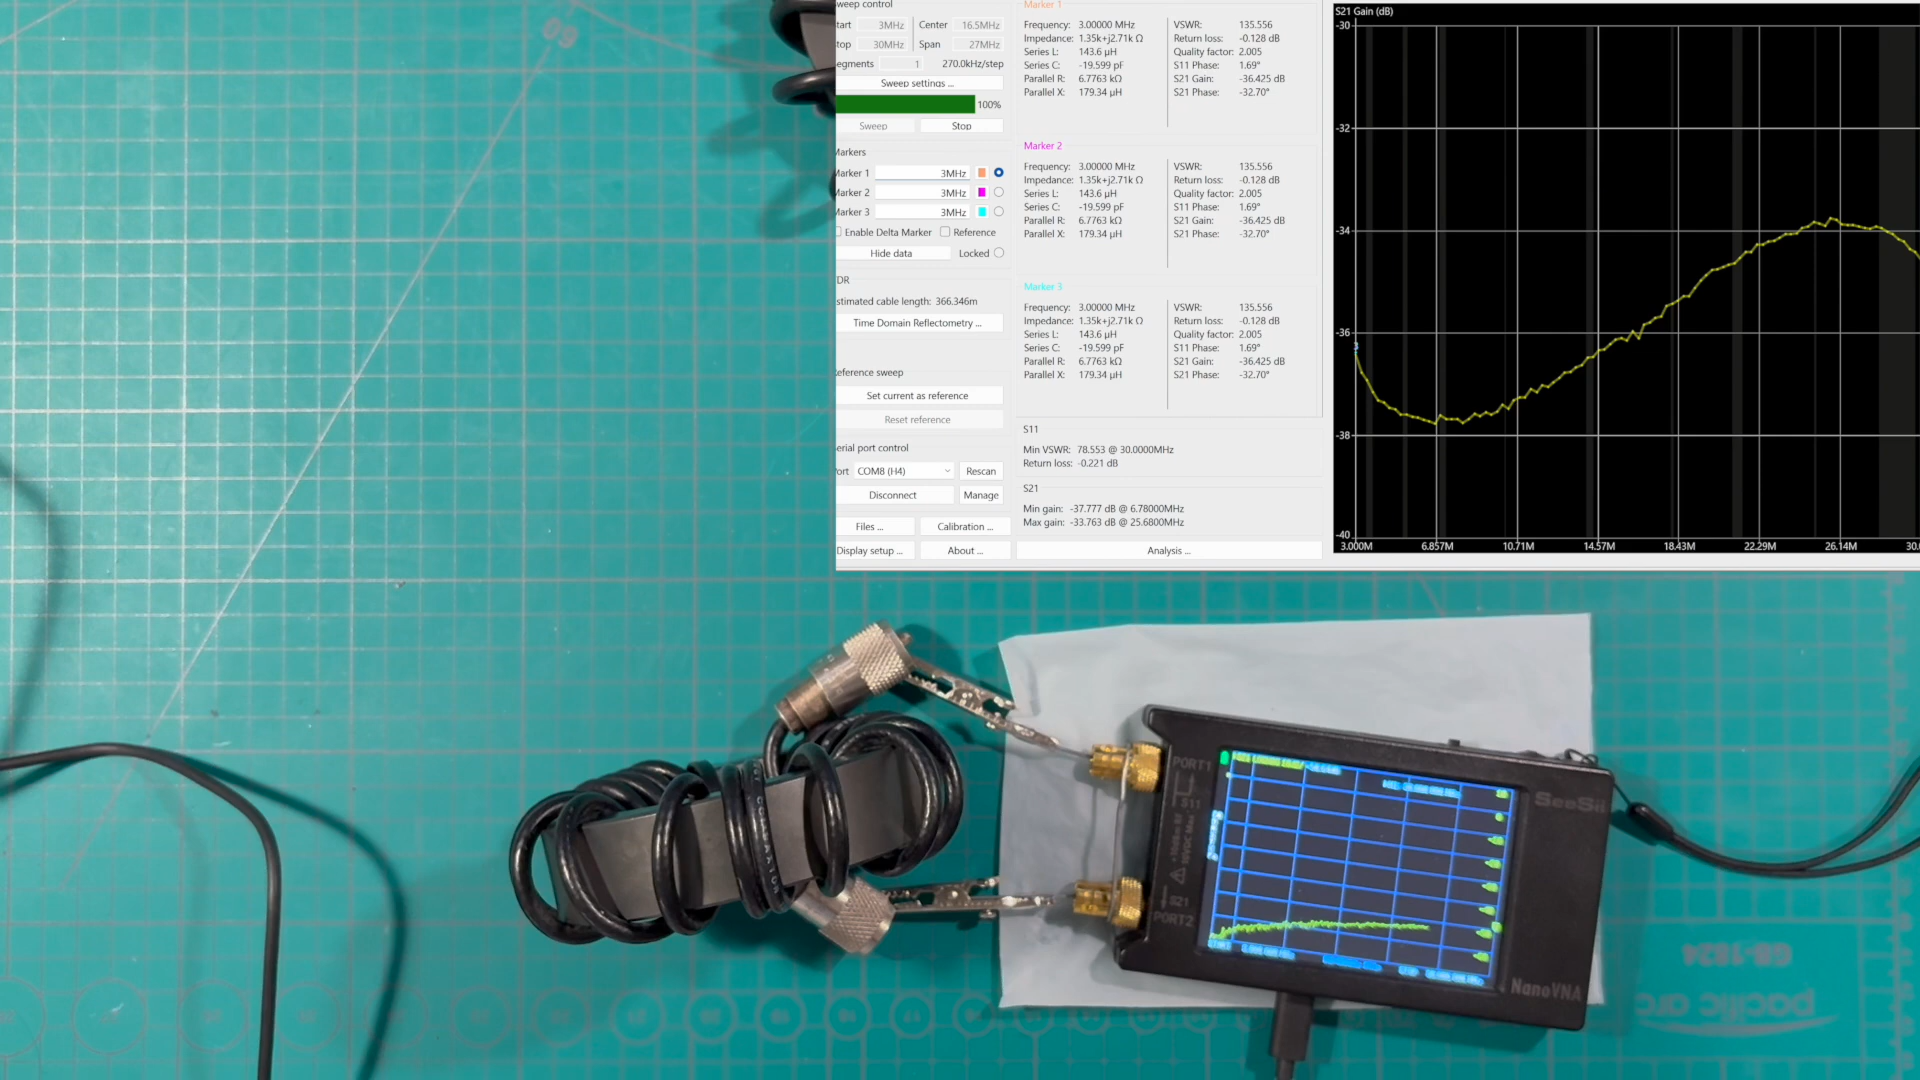 weep control
tart 3MHz Center 16.5MHz
top 30MHz Span 27MHz
egments 1 270.0kHz/step
Sweep settings ...
100%
Sweep Stop
Markers
Marker 1 3MHz
Marker 2 3MHz
Marker 3 3MHz
Enable Delta Marker Reference
Hide data Locked
DR
stimated cable length: 366.346m
Time Domain Reflectometry ...
eference sweep
Set current as reference
Reset reference
erial port control
ort COM8 (H4) Rescan
Disconnect Manage
Files ... Calibration ...
Display setup ... About ...
Marker 1
Frequency: 3.00000 MHz VSWR: 135.556
Impedance: 1.35k+j2.71k Ω Return loss: -0.128 dB
Series L: 143.6 μH Quality factor: 2.005
Series C: -19.599 pF S11 Phase: 1.69°
Parallel R: 6.7763 kΩ S21 Gain: -36.425 dB
Parallel X: 179.34 μH S21 Phase: -32.70°
Marker 2
Frequency: 3.00000 MHz VSWR: 135.556
Impedance: 1.35k+j2.71k Ω Return loss: -0.128 dB
Series L: 143.6 μH Quality factor: 2.005
Series C: -19.599 pF S11 Phase: 1.69°
Parallel R: 6.7763 kΩ S21 Gain: -36.425 dB
Parallel X: 179.34 μH S21 Phase: -32.70°
Marker 3
Frequency: 3.00000 MHz VSWR: 135.556
Impedance: 1.35k+j2.71k Ω Return loss: -0.128 dB
Series L: 143.6 μH Quality factor: 2.005
Series C: -19.599 pF S11 Phase: 1.69°
Parallel R: 6.7763 kΩ S21 Gain: -36.425 dB
Parallel X: 179.34 μH S21 Phase: -32.70°
S11
Min VSWR: 78.553 @ 30.0000MHz
Return loss: -0.221 dB
S21
Min gain: -37.777 dB @ 6.78000MHz
Max gain: -33.763 dB @ 25.6800MHz
Analysis ...
S21 Gain (dB)
-30
-32
-34
-36
3
-38
-40
3.000M 6.857M 10.71M 14.57M 18.43M 22.29M 26.14M 30.
60
PORT1
S11
S21
PORT2
SeeSii
NanoVNA
GB-1824
pacific arc